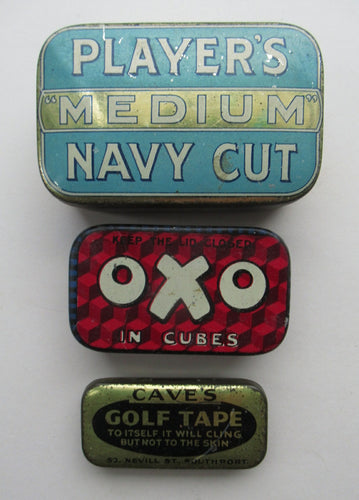 PLAYER'S
"MEDIUM"
NAVY CUT
KEEP THE LID CLOSED
OXO
IN CUBES
CAVE'S
GOLF TAPE
TO ITSELF IT WILL CLING
BUT NOT TO THE SKIN
53, NEVILL ST. SOUTHPORT.